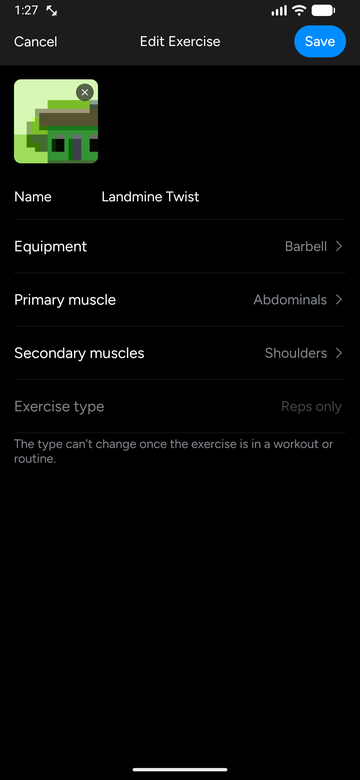 1:27
Cancel
Edit Exercise
Save
Name
Landmine Twist
Equipment
Barbell
Primary muscle
Abdominals
Secondary muscles
Shoulders
Exercise type
Reps only
The type can't change once the exercise is in a workout or
routine.